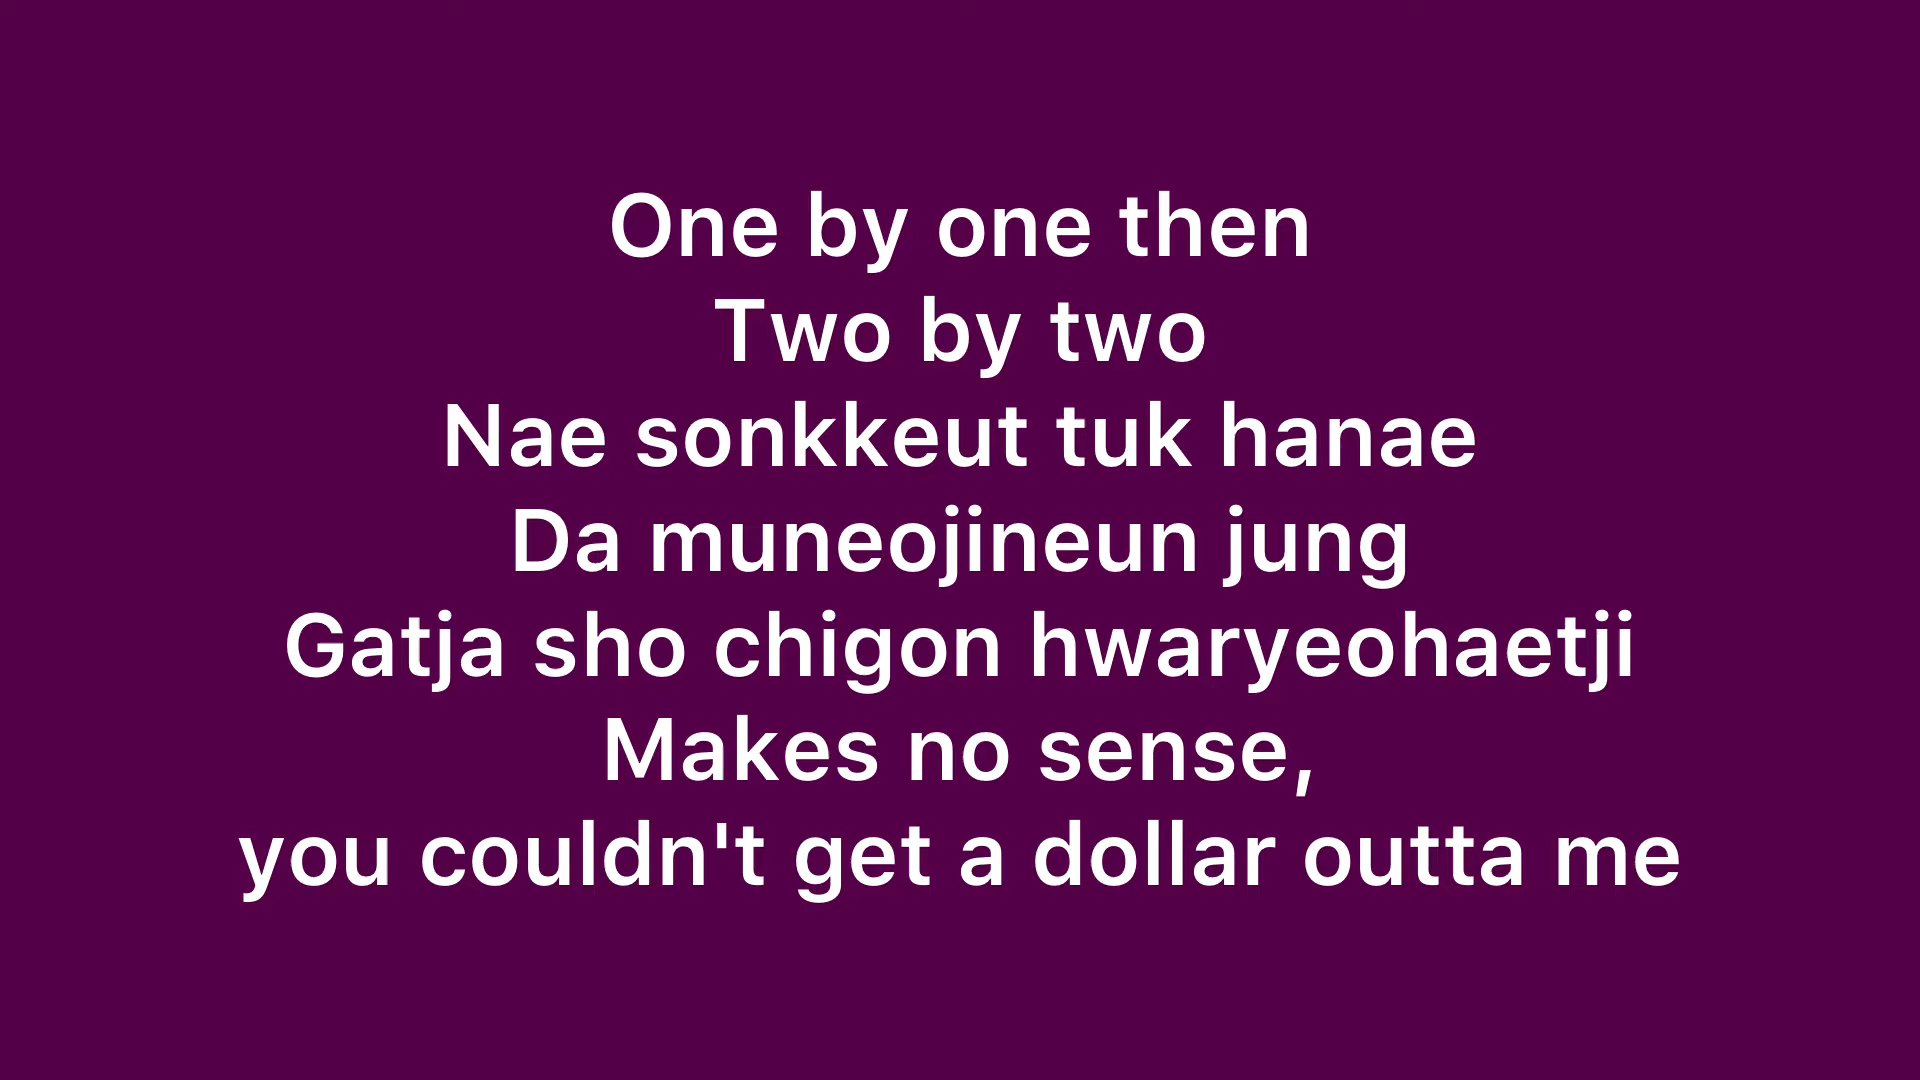 One by one then
Two by two
Nae sonkkeut tuk hanae
Da muneojineun jung
Gatja sho chigon hwaryeohaetji
Makes no sense,
you couldn't get a dollar outta me